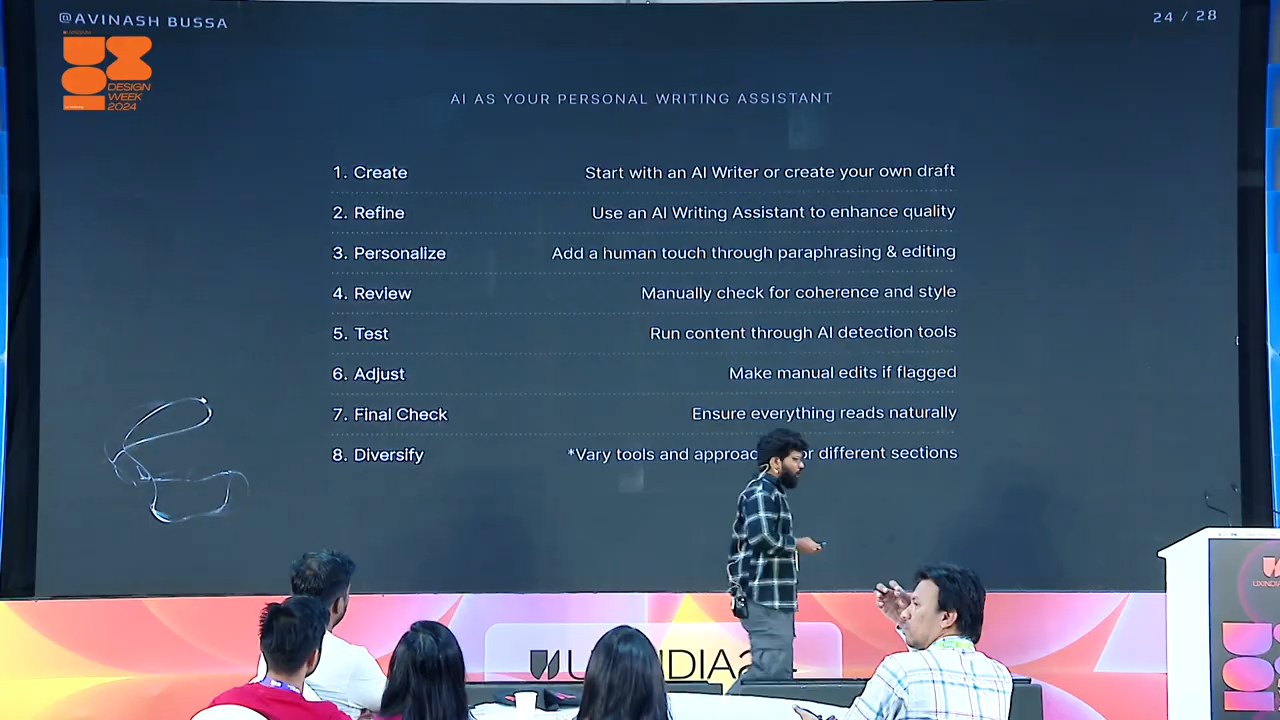 @AVINASH BUSSA
24 / 28
DESIGN
WEEK
2024
AI AS YOUR PERSONAL WRITING ASSISTANT
1. Create Start with an AI Writer or create your own draft
2. Refine Use an AI Writing Assistant to enhance quality
3. Personalize Add a human touch through paraphrasing & editing
4. Review Manually check for coherence and style
5. Test Run content through AI detection tools
6. Adjust Make manual edits if flagged
7. Final Check Ensure everything reads naturally
8. Diversify *Vary tools and different sections